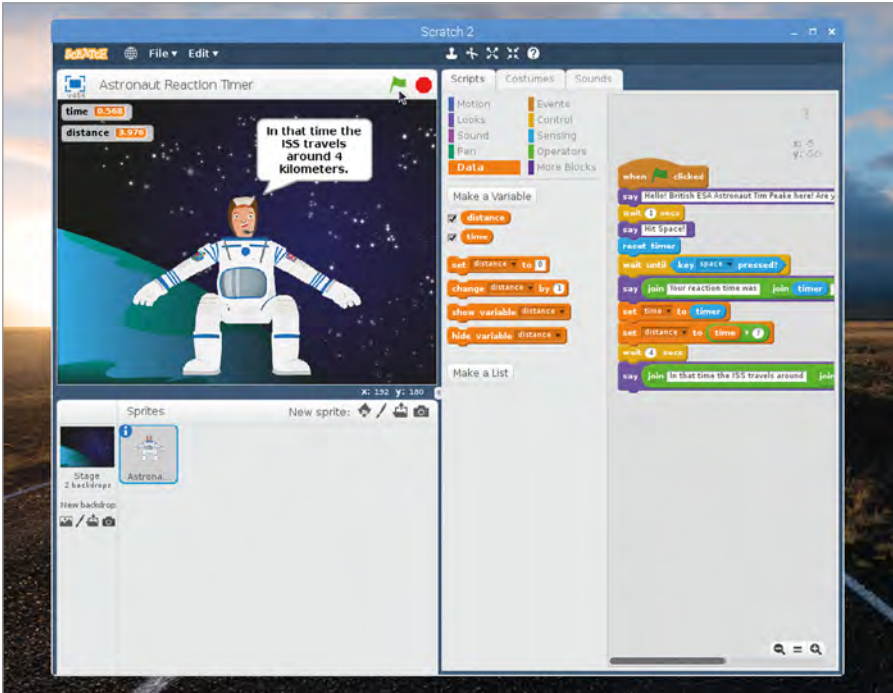 Scratch 2
SCRATCH
File Edit
Astronaut Reaction Timer
time 0.568
distance 3.976
In that time the
ISS travels
around 4
kilometers.
x: 192 y: 180
Sprites
New sprite:
Stage
2 backdrops
New backdrop:
Astrona...
Scripts Costumes Sounds
Motion Events
Looks Control
Sound Sensing
Pen Operators
Data More Blocks
Make a Variable
distance
time
set distance to 0
change distance by 1
show variable distance
hide variable distance
Make a List
when clicked
say Hello! British ESA Astronaut Tim Peake here! Are y
wait 1 secs
say Hit Space!
reset timer
wait until key space pressed?
say join Your reaction time was join timer
set time to timer
set distance to time * 7
wait 4 secs
say join In that time the ISS travels around join